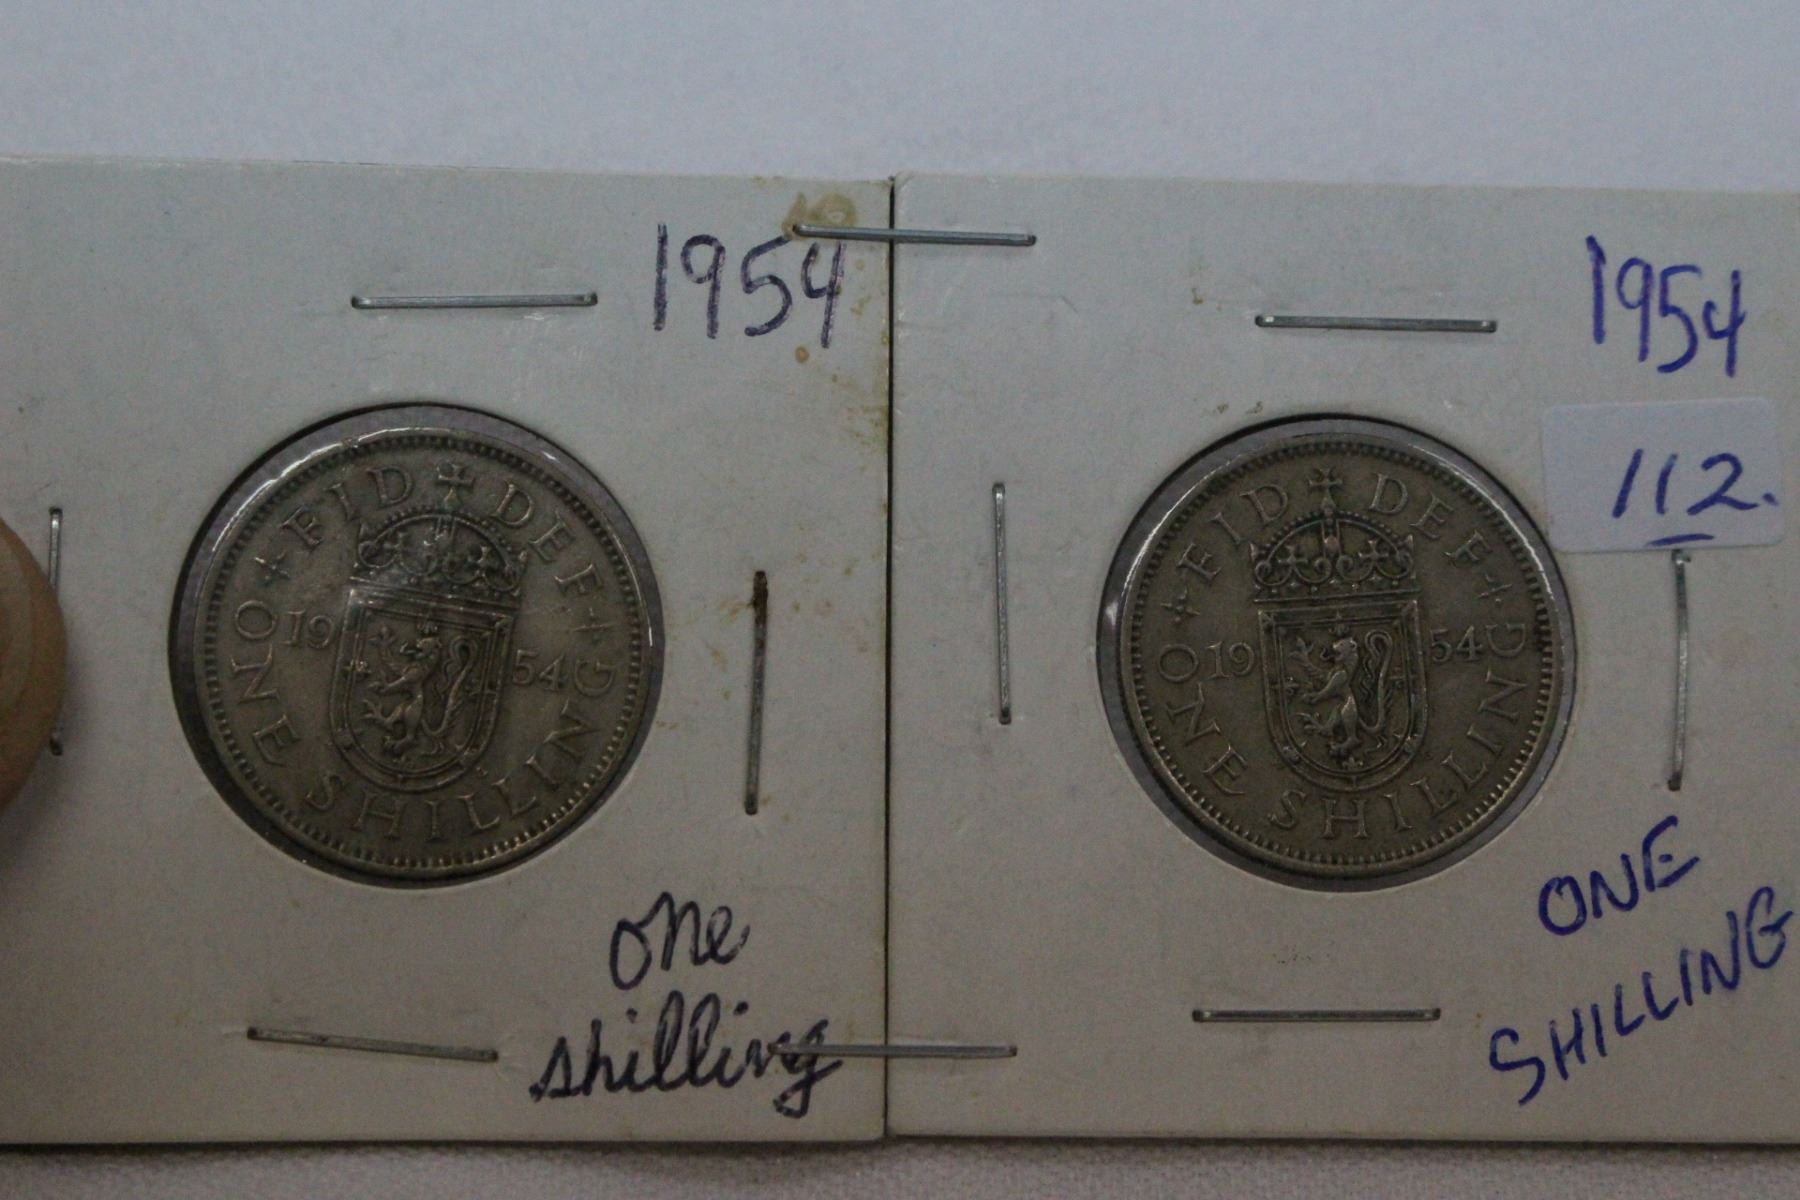 1954
FID + DEF +
19 54
ONE SHILLING +
one
shilling
1954
112.
FID + DEF +
19 54
ONE SHILLING +
ONE
SHILLING